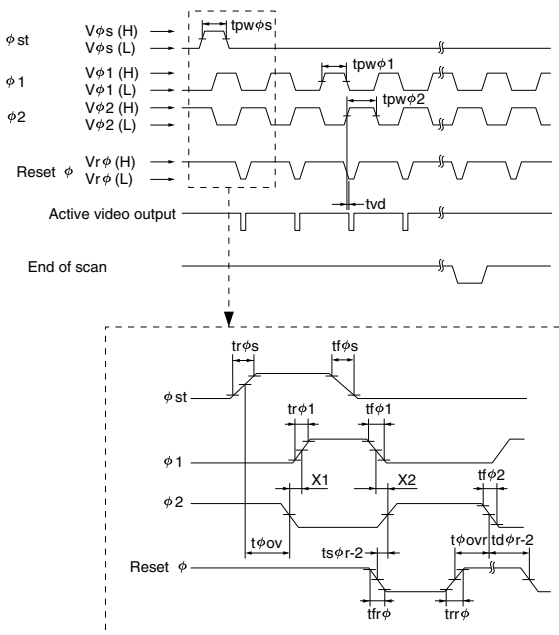 tpwφs
φst
Vφs (H)
Vφs (L)
tpwφ1
φ1
Vφ1 (H)
Vφ1 (L)
tpwφ2
φ2
Vφ2 (H)
Vφ2 (L)
Reset φ
Vrφ (H)
Vrφ (L)
tvd
Active video output
End of scan
trφs
tfφs
φst
trφ1
tfφ1
φ1
tfφ2
X1
X2
φ2
tφov
tsφr-2
tφovr
tdφr-2
Reset φ
tfrφ
trrφ